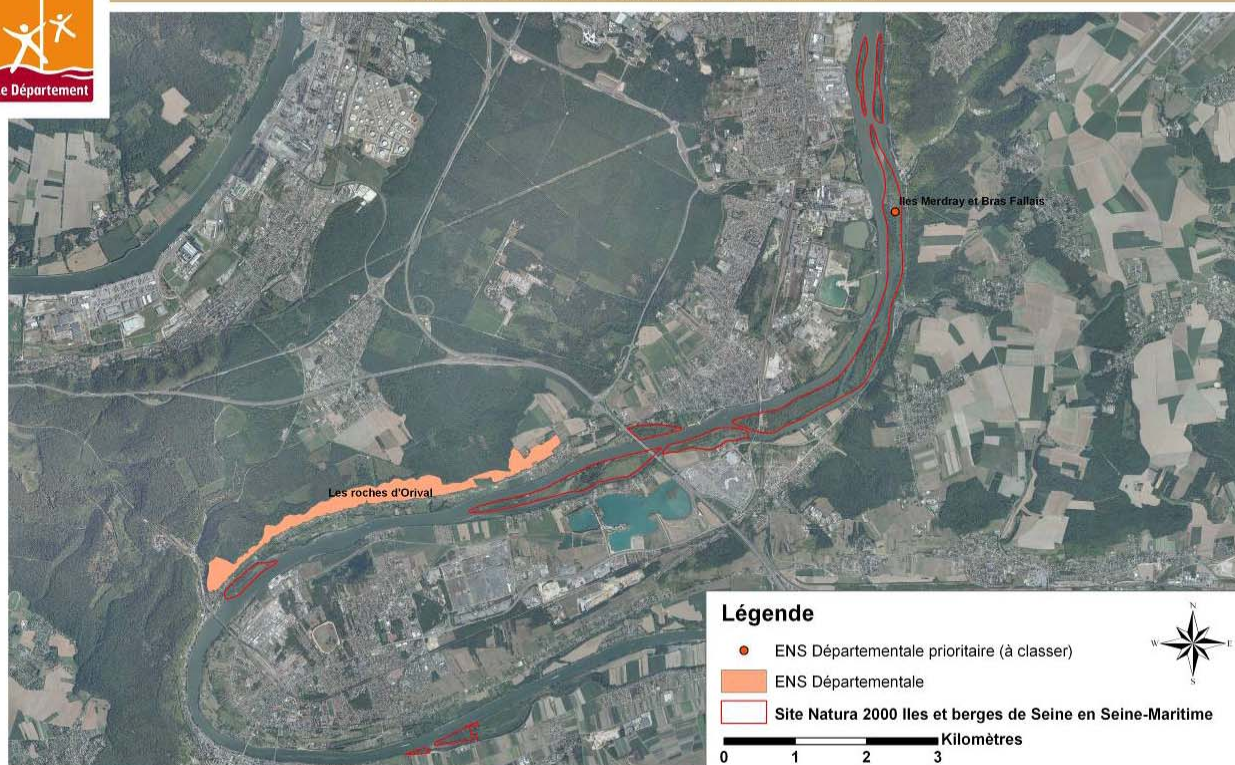 e Département
Iles Merdray et Bras Fallais
Les roches d'Orival
Légende
N
W
E
S
ENS Départementale prioritaire (à classer)
ENS Départementale
Site Natura 2000 Iles et berges de Seine en Seine-Maritime
Kilomètres
0 1 2 3